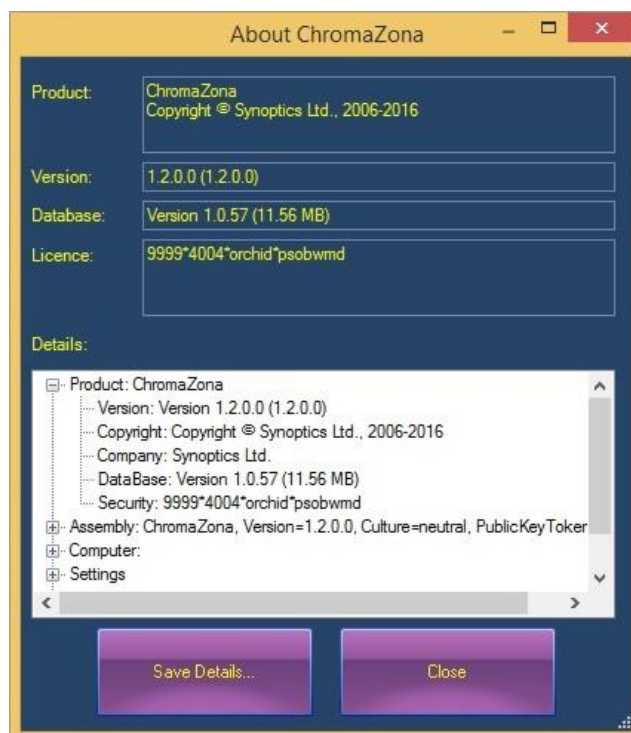 About ChromaZona
Product:
ChromaZona
Copyright © Synoptics Ltd., 2006-2016
Version:
1.2.0.0 (1.2.0.0)
Database:
Version 1.0.57 (11.56 MB)
Licence:
9999*4004*orchid*psobwmd
Details:
Product: ChromaZona
Version: Version 1.2.0.0 (1.2.0.0)
Copyright: Copyright © Synoptics Ltd., 2006-2016
Company: Synoptics Ltd.
DataBase: Version 1.0.57 (11.56 MB)
Security: 9999*4004*orchid*psobwmd
Assembly: ChromaZona, Version=1.2.0.0, Culture=neutral, PublicKeyToken
Computer:
Settings
Save Details...
Close